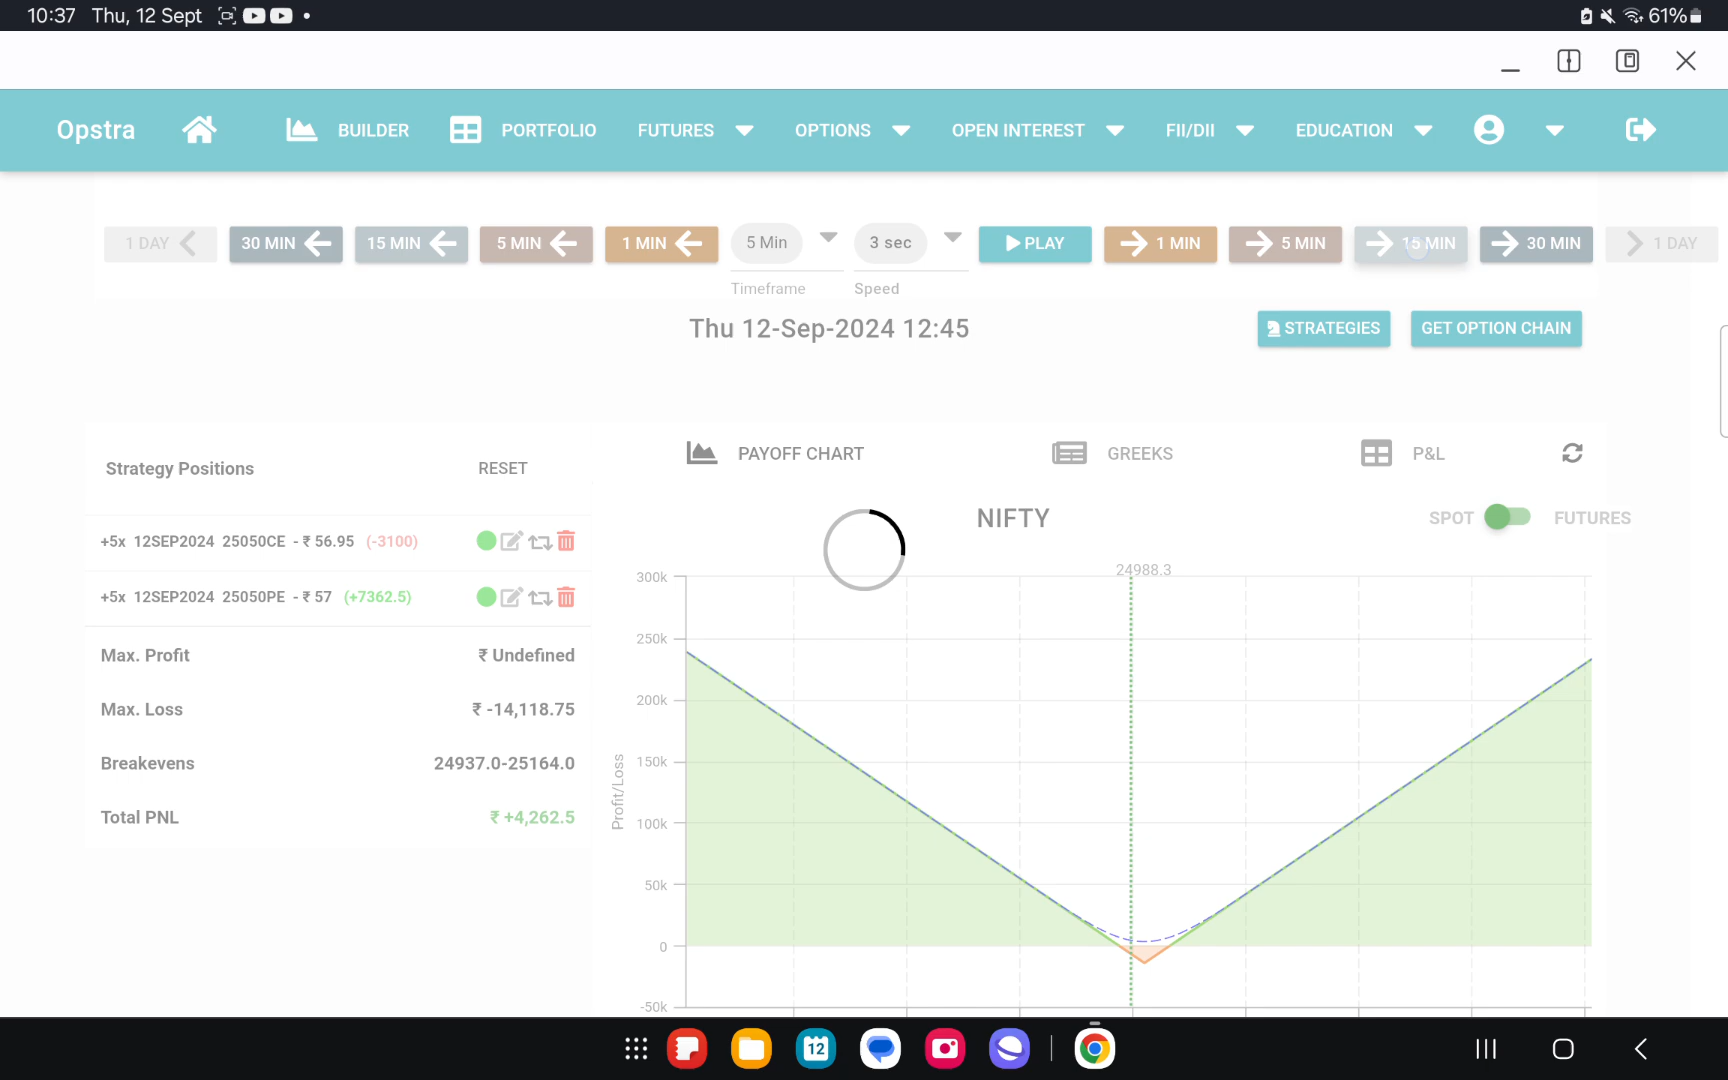 10:37 Thu, 12 Sept 61%
Opstra BUILDER PORTFOLIO FUTURES OPTIONS OPEN INTEREST FII/DII EDUCATION
1 DAY 30 MIN 15 MIN 5 MIN 1 MIN 5 Min 3 sec PLAY 1 MIN 5 MIN 15 MIN 30 MIN 1 DAY
Timeframe Speed
Thu 12-Sep-2024 12:45 STRATEGIES GET OPTION CHAIN
Strategy Positions RESET
+5x 12SEP2024 25050CE - ₹ 56.95 (-3100)
+5x 12SEP2024 25050PE - ₹ 57 (+7362.5)
Max. Profit ₹ Undefined
Max. Loss ₹ -14,118.75
Breakevens 24937.0-25164.0
Total PNL ₹ +4,262.5
PAYOFF CHART GREEKS P&L
NIFTY SPOT FUTURES
24988.3
300k
250k
200k
150k
100k
50k
0
-50k
Profit/Loss
12